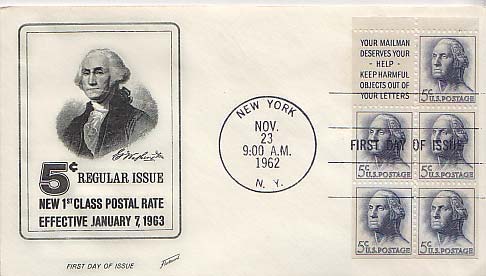 YOUR MAILMAN
DESERVES YOUR
- HELP -
KEEP HARMFUL
OBJECTS OUT OF
YOUR LETTERS
5¢ U.S.POSTAGE
NEW YORK
NOV.
23
9:00 A.M.
1962
N. Y.
FIRST DAY OF ISSUE
5¢ U.S.POSTAGE
5¢ U.S.POSTAGE
5¢ U.S.POSTAGE
5¢ U.S.POSTAGE
G Washington
5¢ REGULAR ISSUE
NEW 1ST CLASS POSTAL RATE
EFFECTIVE JANUARY 7, 1963
FIRST DAY OF ISSUE